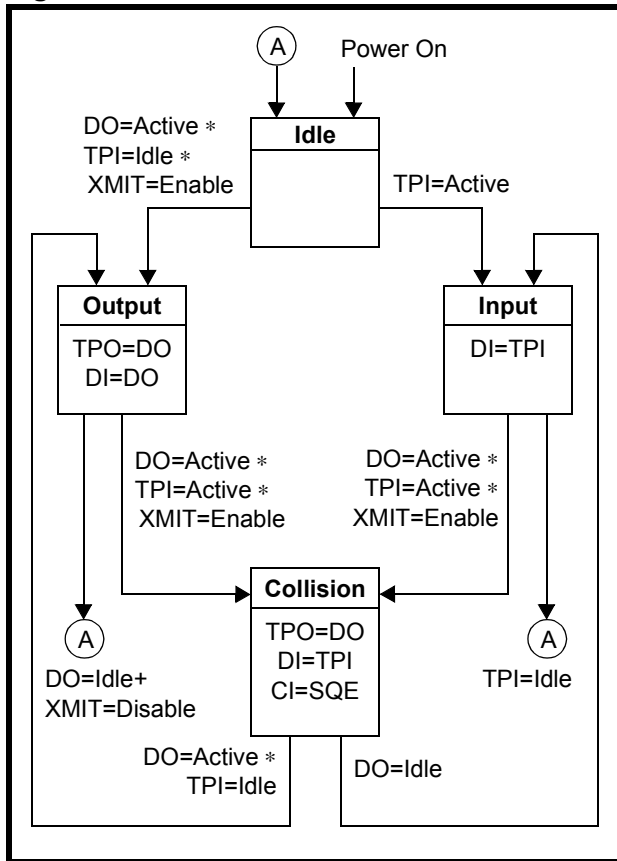 A
Power On
Idle
DO=Active *
TPI=Idle *
XMIT=Enable
TPI=Active
Output
TPO=DO
DI=DO
Input
DI=TPI
DO=Active *
TPI=Active *
XMIT=Enable
DO=Active *
TPI=Active *
XMIT=Enable
Collision
TPO=DO
DI=TPI
CI=SQE
A
DO=Idle+
XMIT=Disable
A
TPI=Idle
DO=Active *
TPI=Idle
DO=Idle